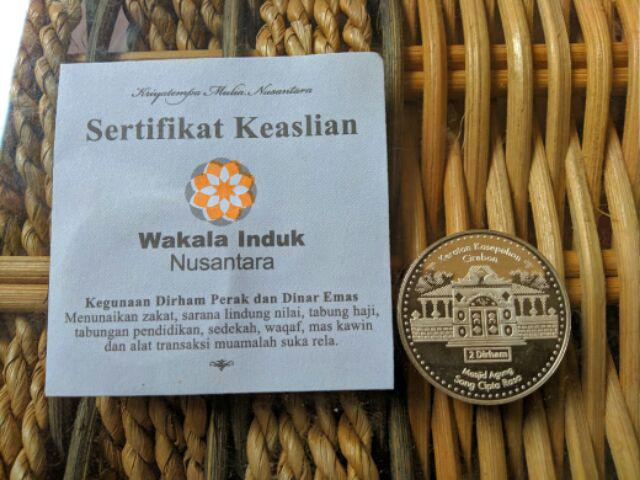 Kriyatempa Mulia Nusantara
Sertifikat Keaslian
Wakala Induk
Nusantara
Kegunaan Dirham Perak dan Dinar Emas
Menunaikan zakat, sarana lindung nilai, tabung haji,
tabungan pendidikan, sedekah, waqaf, mas kawin
dan alat transaksi muamalah suka rela.
Keraton Kasepuhan
Cirebon
2 Dirham
Masjid Agung
Sang Cipta Rasa